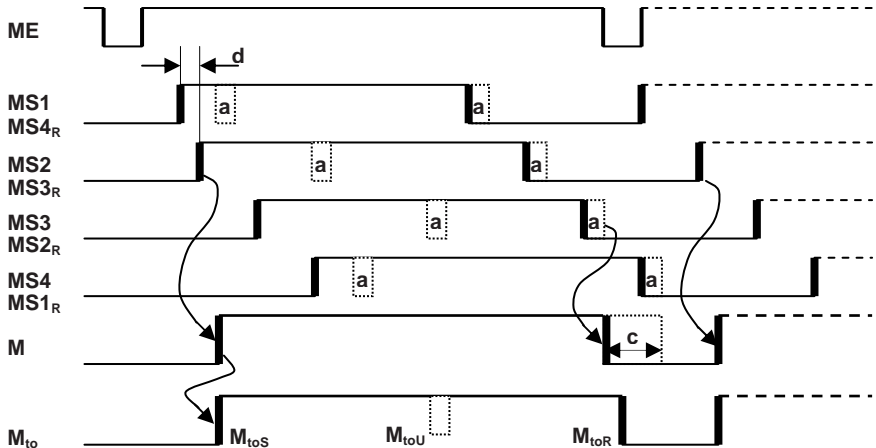 ME
d
MS1 a a
MS4R
MS2 a a
MS3R
MS3 a a
MS2R
MS4 a a
MS1R
M c
Mto MtoS MtoU MtoR